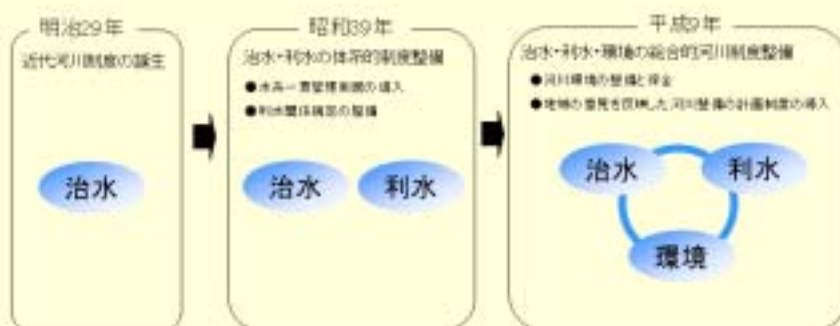 明治29年
近代河川制度の誕生
治水
昭和39年
治水・利水の体系的制度整備
●水系一貫管理制度の導入
●利水関係規定の整備
治水
利水
平成9年
治水・利水・環境の総合的河川制度整備
●河川環境の整備と保全
●地域の意見を反映した河川整備の計画制度の導入
治水
利水
環境